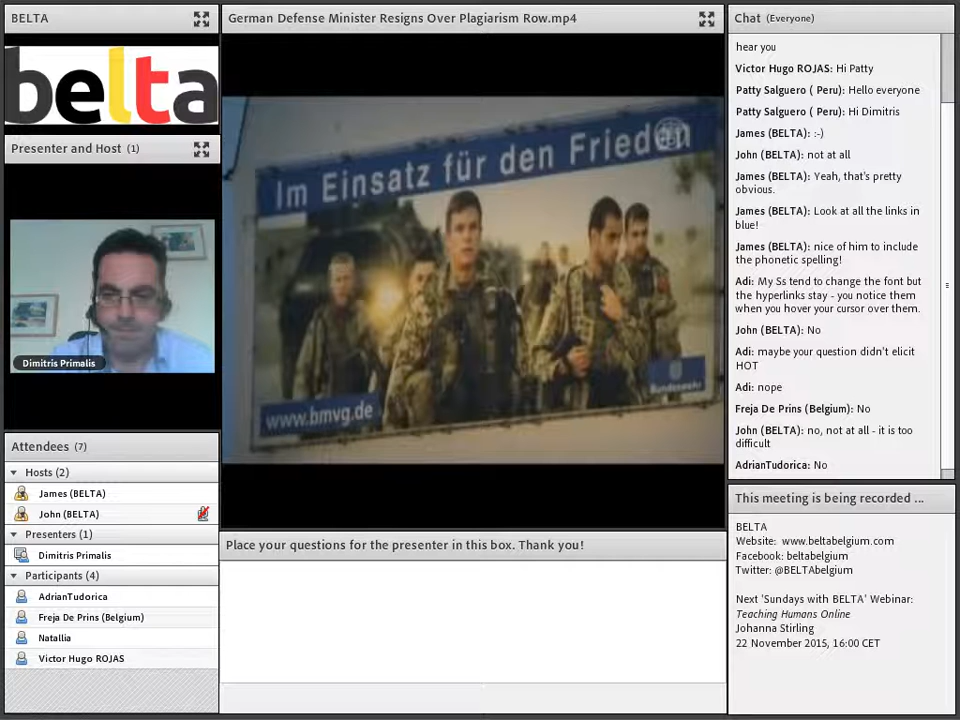 BELTA
belta
Presenter and Host (1)
Dimitris Primalis
Attendees (7)
Hosts (2)
James (BELTA)
John (BELTA)
Presenters (1)
Dimitris Primalis
Participants (4)
AdrianTudorica
Freja De Prins (Belgium)
Natallia
Victor Hugo ROJAS
German Defense Minister Resigns Over Plagiarism Row.mp4
Im Einsatz für den Frieden
Bundeswehr
www.bmvg.de
Place your questions for the presenter in this box. Thank you!
Chat (Everyone)
hear you
Victor Hugo ROJAS: Hi Patty
Patty Salguero ( Peru): Hello everyone
Patty Salguero ( Peru): Hi Dimitris
James (BELTA): :-)
John (BELTA): not at all
James (BELTA): Yeah, that's pretty
obvious.
James (BELTA): Look at all the links in
blue!
James (BELTA): nice of him to include
the phonetic spelling!
Adi: My Ss tend to change the font but
the hyperlinks stay - you notice them
when you hover your cursor over them.
John (BELTA): No
Adi: maybe your question didn't elicit
HOT
Adi: nope
Freja De Prins (Belgium): No
John (BELTA): no, not at all - it is too
difficult
AdrianTudorica: No
This meeting is being recorded ...
BELTA
Website: www.beltabelgium.com
Facebook: beltabelgium
Twitter: @BELTAbelgium
Next 'Sundays with BELTA' Webinar:
Teaching Humans Online
Johanna Stirling
22 November 2015, 16:00 CET